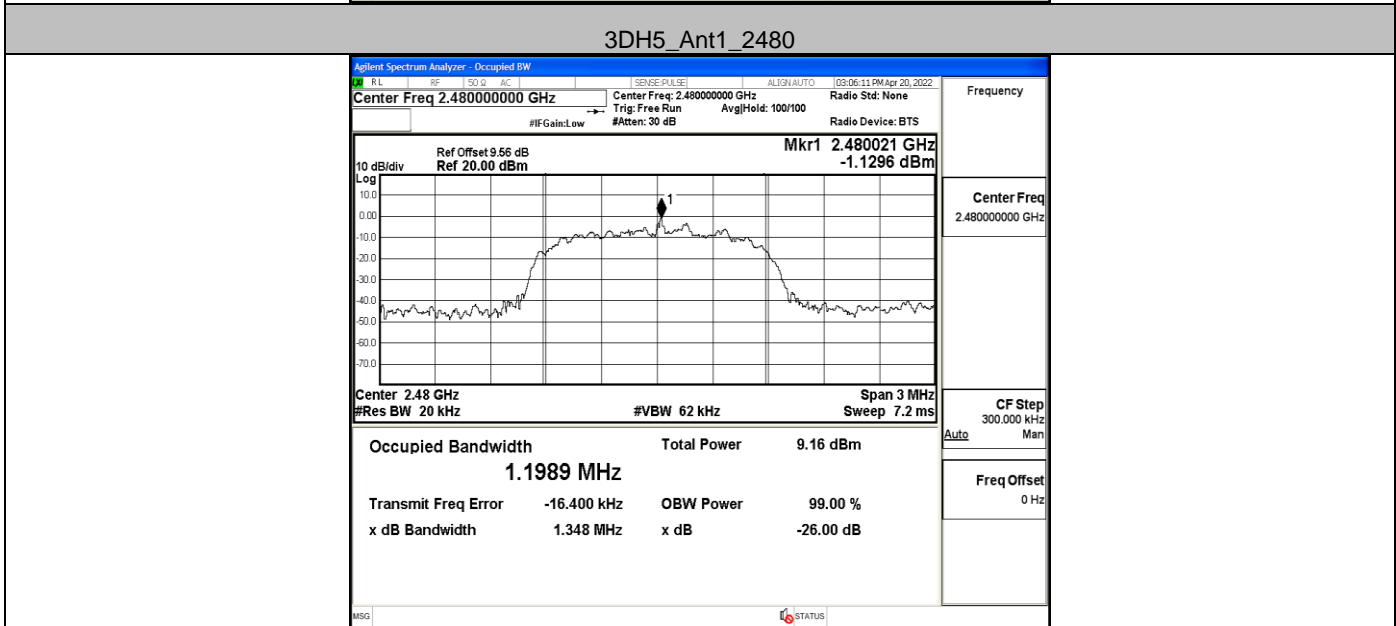 3DH5_Ant1_2480
Agilent Spectrum Analyzer - Occupied BW
RL RF 50 Ω AC SENSE:PULSE ALIGN AUTO 03:06:11 PM Apr 20, 2022
Center Freq 2.480000000 GHz
Center Freq: 2.480000000 GHz Radio Std: None
Trig: Free Run Avg|Hold: 100/100
#IFGain:Low #Atten: 30 dB Radio Device: BTS
Frequency
Mkr1 2.480021 GHz
-1.1296 dBm
Ref Offset 9.56 dB
10 dB/div Ref 20.00 dBm
Log
10.0
0.00
-10.0
-20.0
-30.0
-40.0
-50.0
-60.0
-70.0
1
Center Freq
2.480000000 GHz
Center 2.48 GHz Span 3 MHz
#Res BW 20 kHz #VBW 62 kHz Sweep 7.2 ms
CF Step
300.000 kHz
Auto Man
Occupied Bandwidth Total Power 9.16 dBm
1.1989 MHz
Transmit Freq Error -16.400 kHz OBW Power 99.00 %
x dB Bandwidth 1.348 MHz x dB -26.00 dB
Freq Offset
0 Hz
MSG STATUS